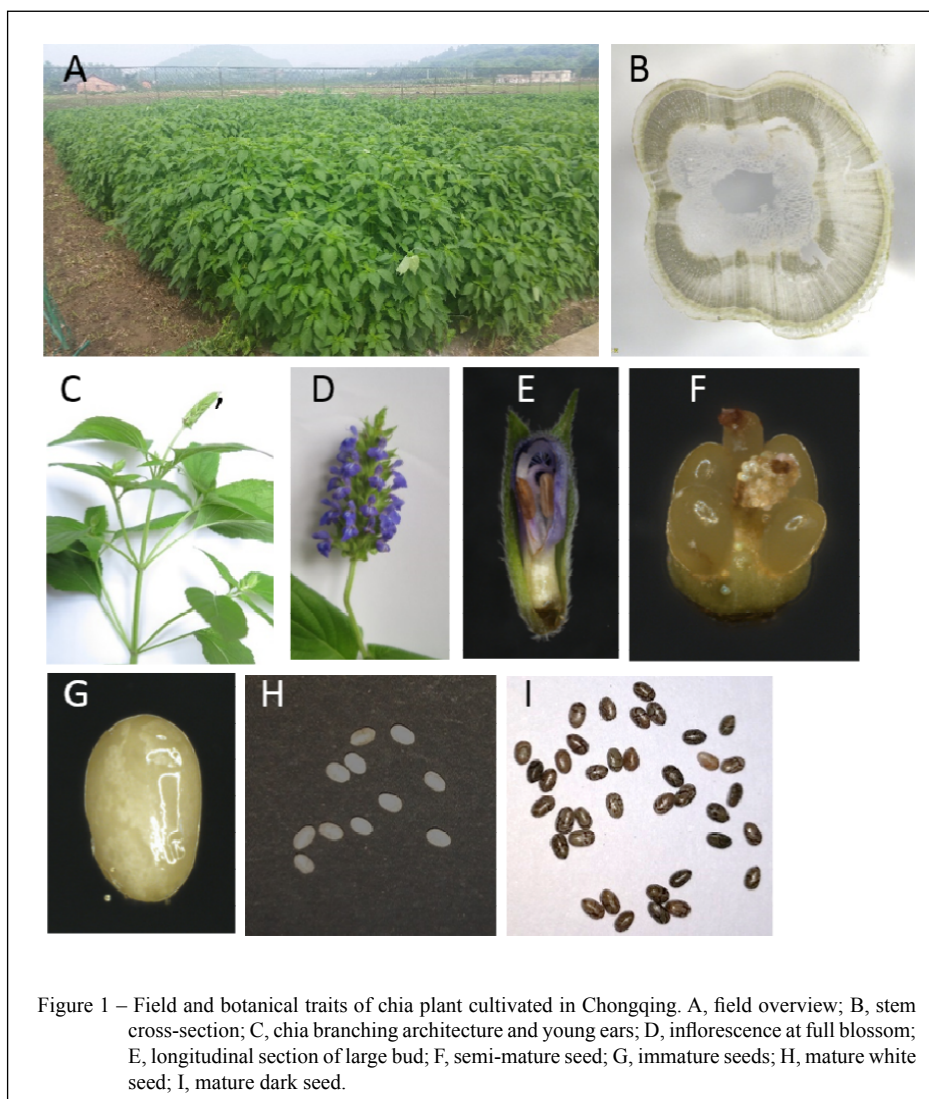 A
B
C
,
D
E
F
G
H
I
Figure 1 – Field and botanical traits of chia plant cultivated in Chongqing. A, field overview; B, stem
cross-section; C, chia branching architecture and young ears; D, inflorescence at full blossom;
E, longitudinal section of large bud; F, semi-mature seed; G, immature seeds; H, mature white
seed; I, mature dark seed.